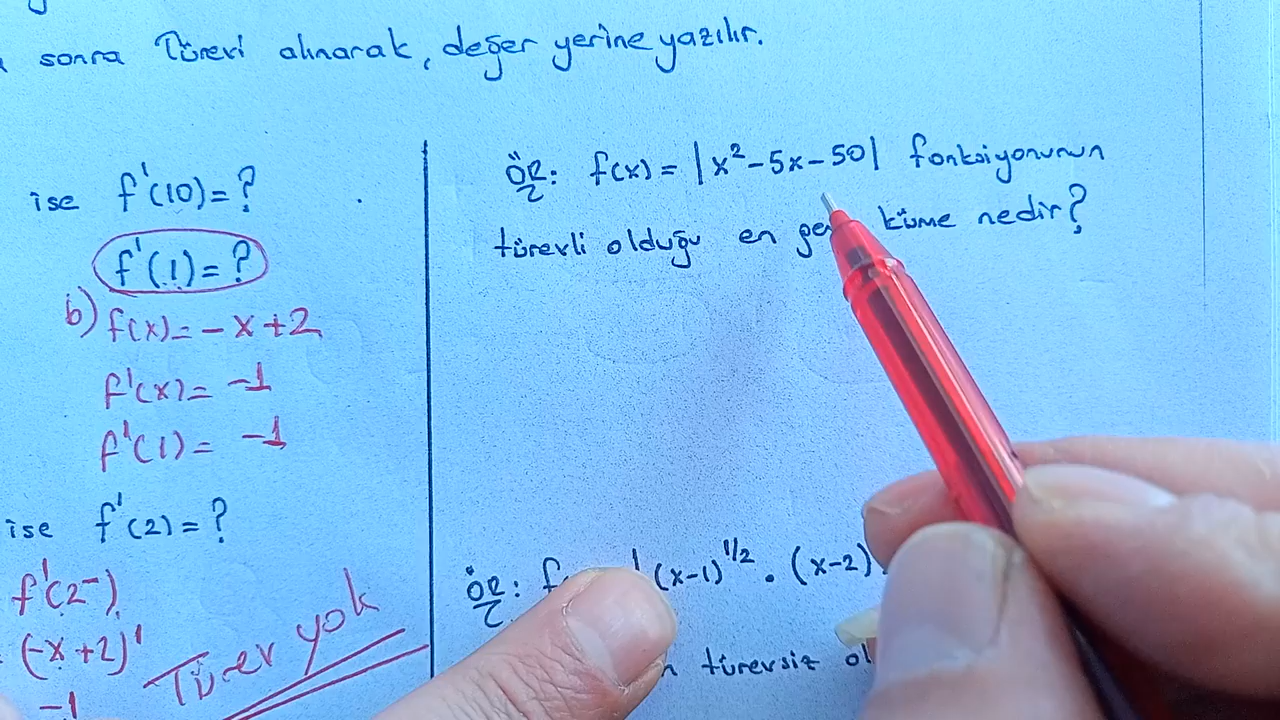 sonra Türevi alınarak, değer yerine yazılır.
ise f'(10)=?
f'(1)=?
b) f(x)=-x+2
f'(x)= -1
f'(1)= -1
ise f'(2)=?
f'(2⁻)
(-x+2)'
-1
Türev yok
ÖR: f(x)= |x²-5x-50| fonksiyonunun
türevli olduğu en küme nedir?
ÖR: (x-1)^1/2 . (x-2)
türevsiz